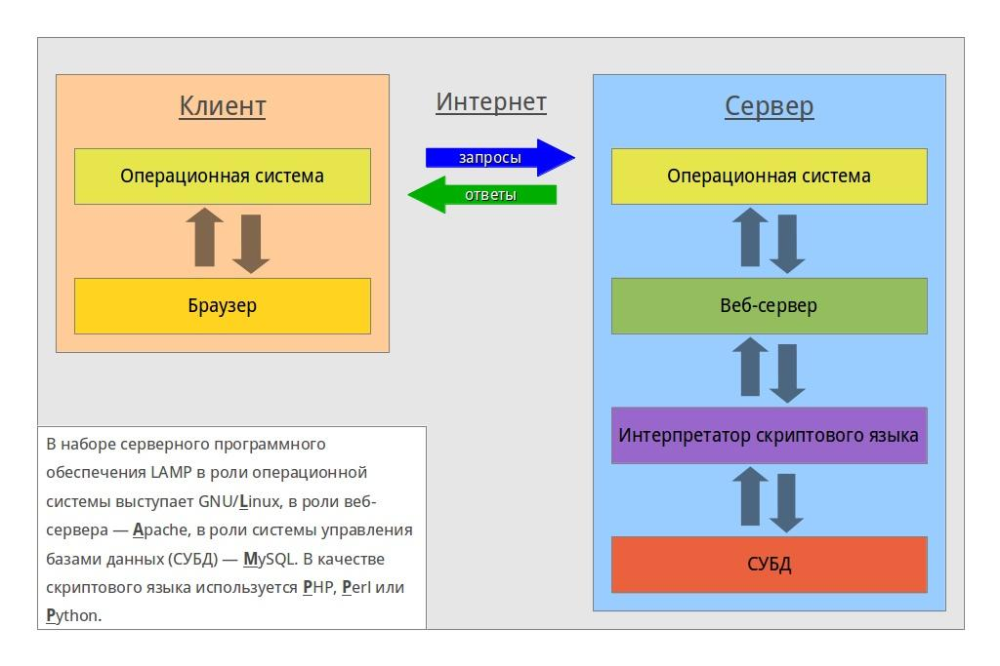 Клиент
Операционная система
Браузер
Интернет
запросы
ответы
Сервер
Операционная система
Веб-сервер
Интерпретатор скриптового языка
СУБД
В наборе серверного программного
обеспечения LAMP в роли операционной
системы выступает GNU/Linux, в роли веб-
сервера — Apache, в роли системы управления
базами данных (СУБД) — MySQL. В качестве
скриптового языка используется PHP, Perl или
Python.